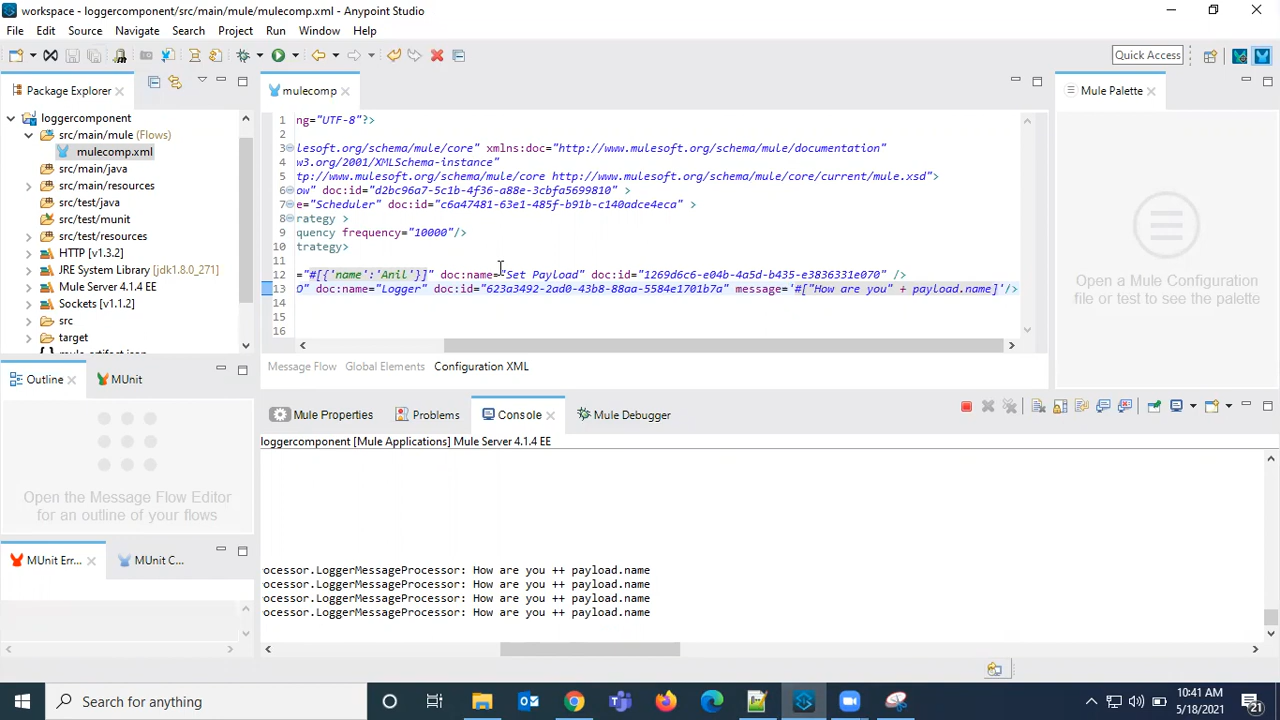 workspace - loggercomponent/src/main/mule/mulecomp.xml - Anypoint Studio
File Edit Source Navigate Search Project Run Window Help
Quick Access
Package Explorer
loggercomponent
src/main/mule (Flows)
mulecomp.xml
src/main/java
src/main/resources
src/test/java
src/test/munit
src/test/resources
HTTP [v1.3.2]
JRE System Library [jdk1.8.0_271]
Mule Server 4.1.4 EE
Sockets [v1.1.2]
src
target
mule-artifact.json
mulecomp
1 ng="UTF-8"?>
2
3 lesoft.org/schema/mule/core" xmlns:doc="http://www.mulesoft.org/schema/mule/documentation"
4 w3.org/2001/XMLSchema-instance"
5 tp://www.mulesoft.org/schema/mule/core http://www.mulesoft.org/schema/mule/core/current/mule.xsd">
6 ow" doc:id="d2bc96a7-5c1b-4f36-a88e-3cbfa5699810" >
7 e="Scheduler" doc:id="c6a47481-63e1-485f-b91b-c140adce4eca" >
8 rategy >
9 quency frequency="10000"/>
10 trategy>
11
12 ="#[{'name':'Anil'}]" doc:name="Set Payload" doc:id="1269d6c6-e04b-4a5d-b435-e3836331e070" />
13 O" doc:name="Logger" doc:id="623a3492-2ad0-43b8-88aa-5584e1701b7a" message='#["How are you" + payload.name]'/>
14
15
16
Message Flow Global Elements Configuration XML
Mule Palette
Open a Mule Configuration
file or test to see the palette
Outline MUnit
Open the Message Flow Editor
for an outline of your flows
MUnit Err... MUnit C...
Mule Properties Problems Console Mule Debugger
loggercomponent [Mule Applications] Mule Server 4.1.4 EE
ocessor.LoggerMessageProcessor: How are you ++ payload.name
ocessor.LoggerMessageProcessor: How are you ++ payload.name
ocessor.LoggerMessageProcessor: How are you ++ payload.name
ocessor.LoggerMessageProcessor: How are you ++ payload.name
Search for anything
10:41 AM
5/18/2021
21